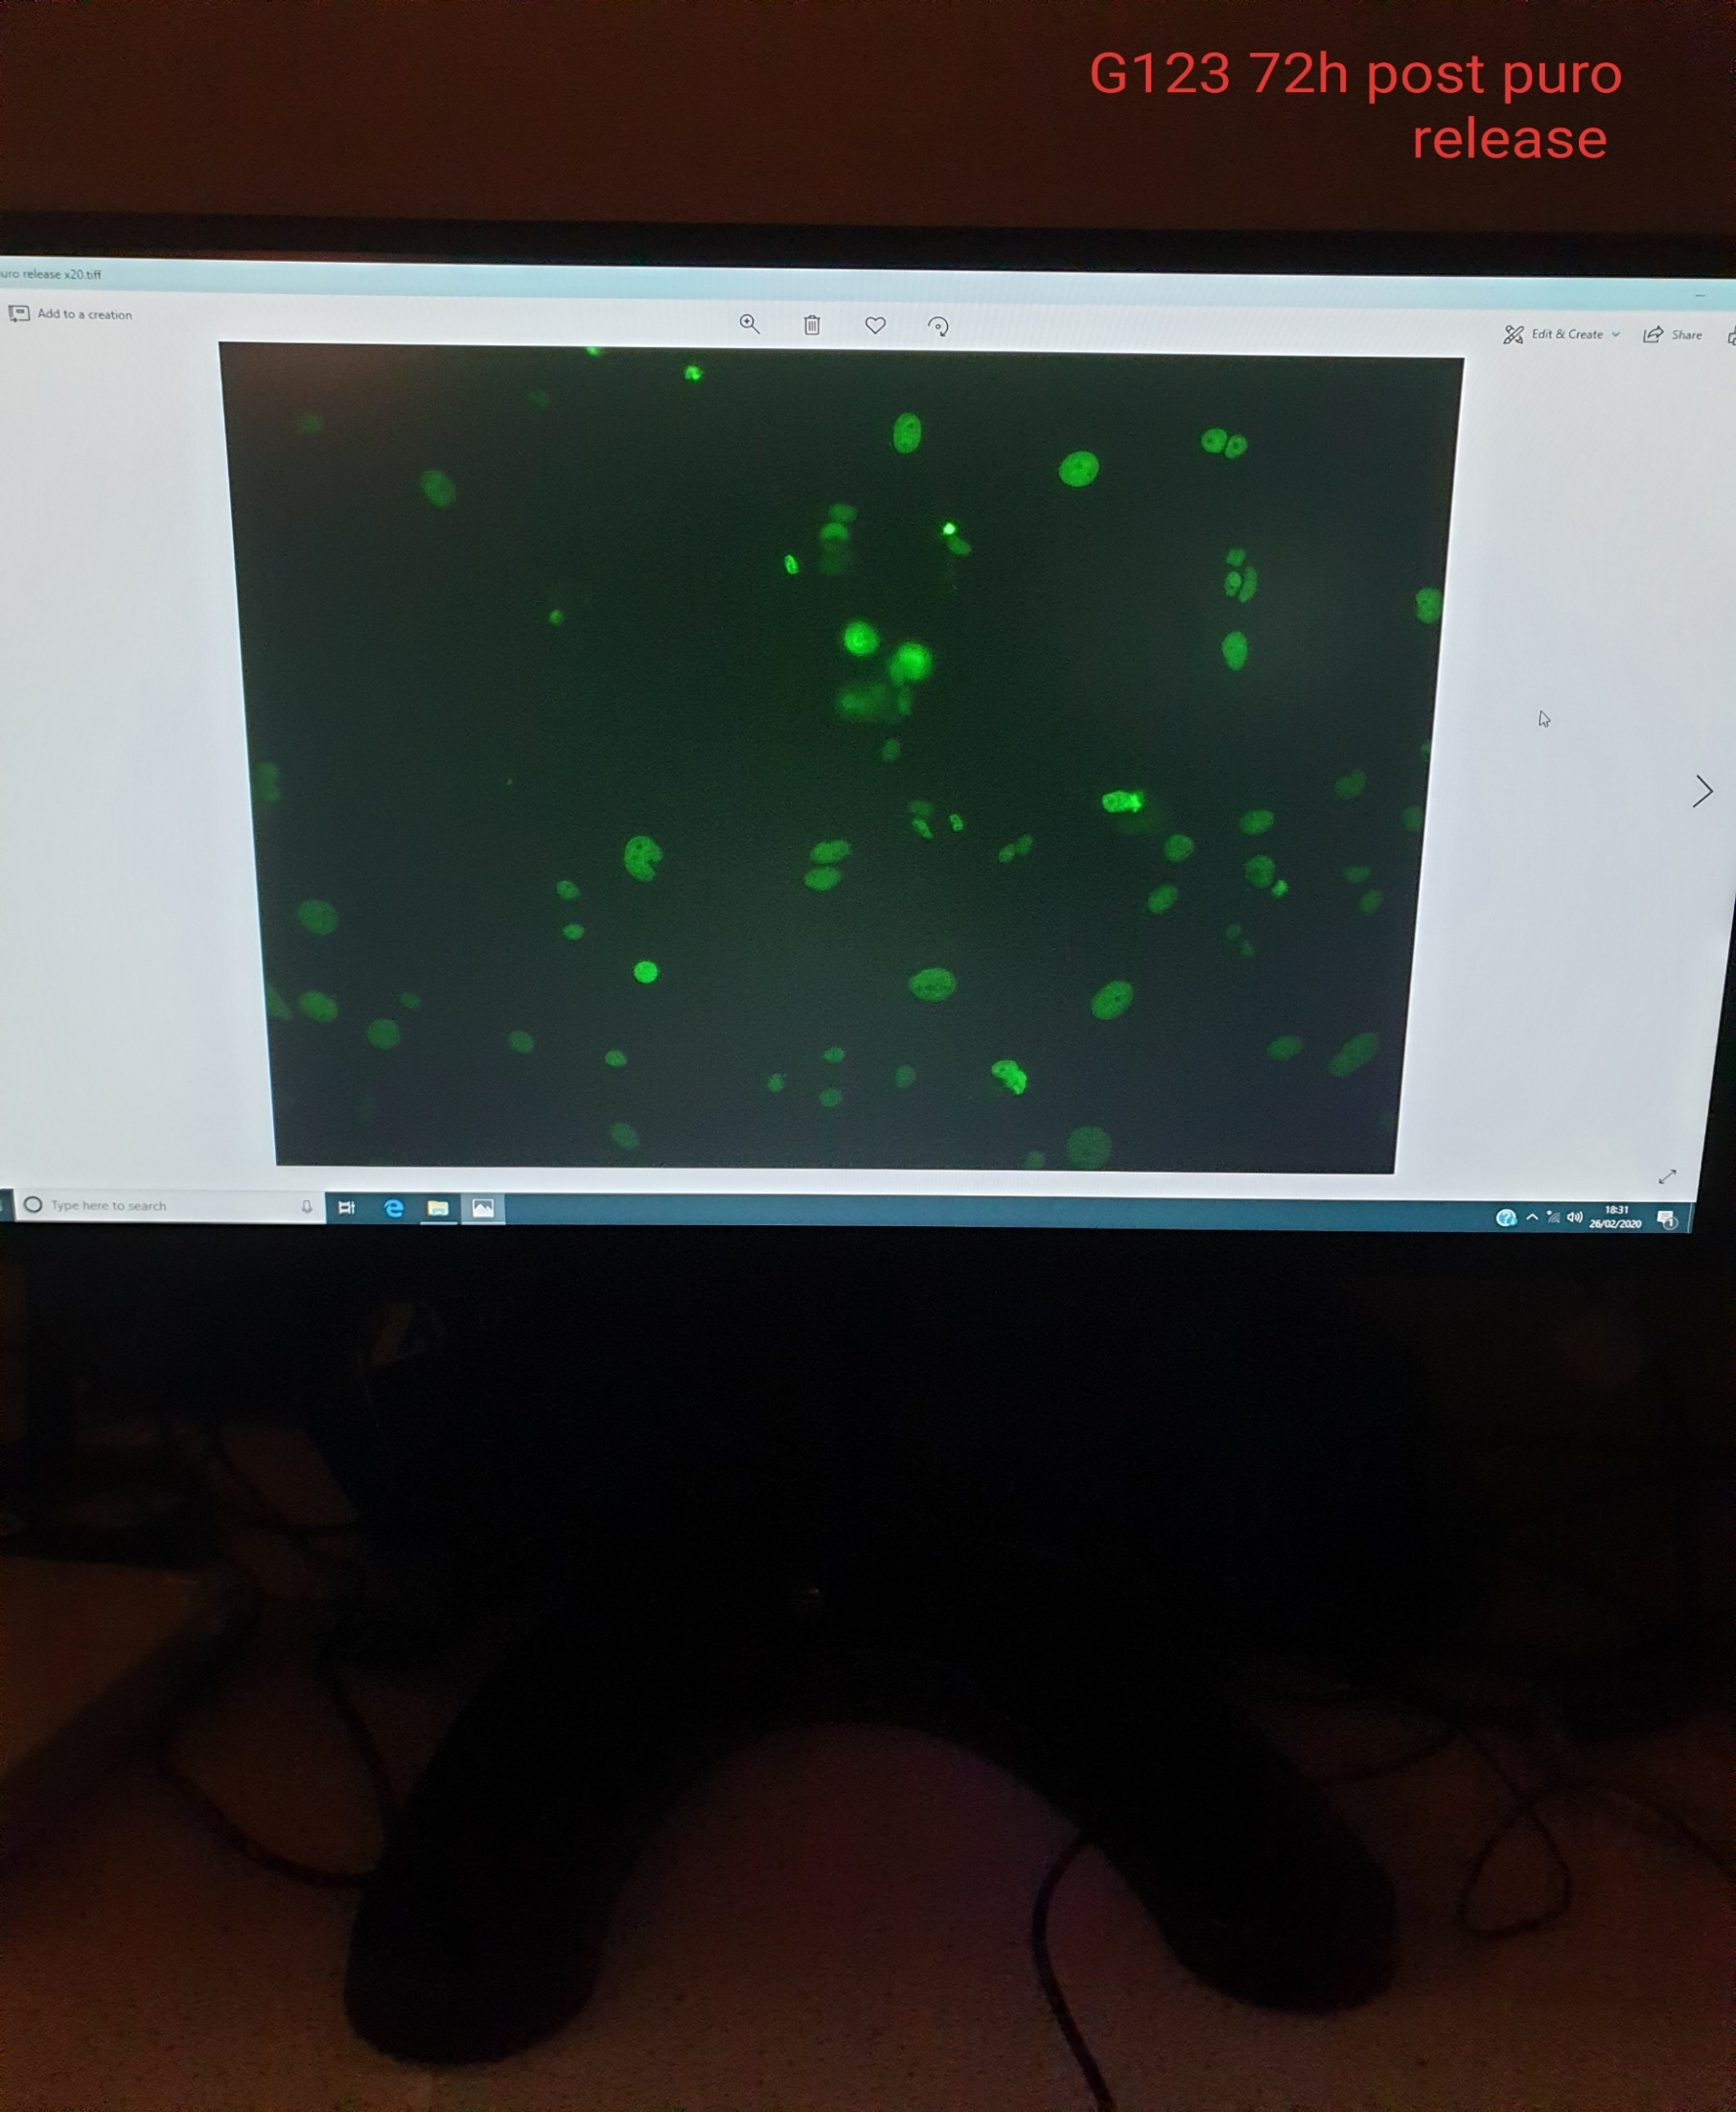 G123 72h post puro
release
uro release x20.tiff
Add to a creation
Edit & Create
Share
Type here to search
18:31
26/02/2020
1